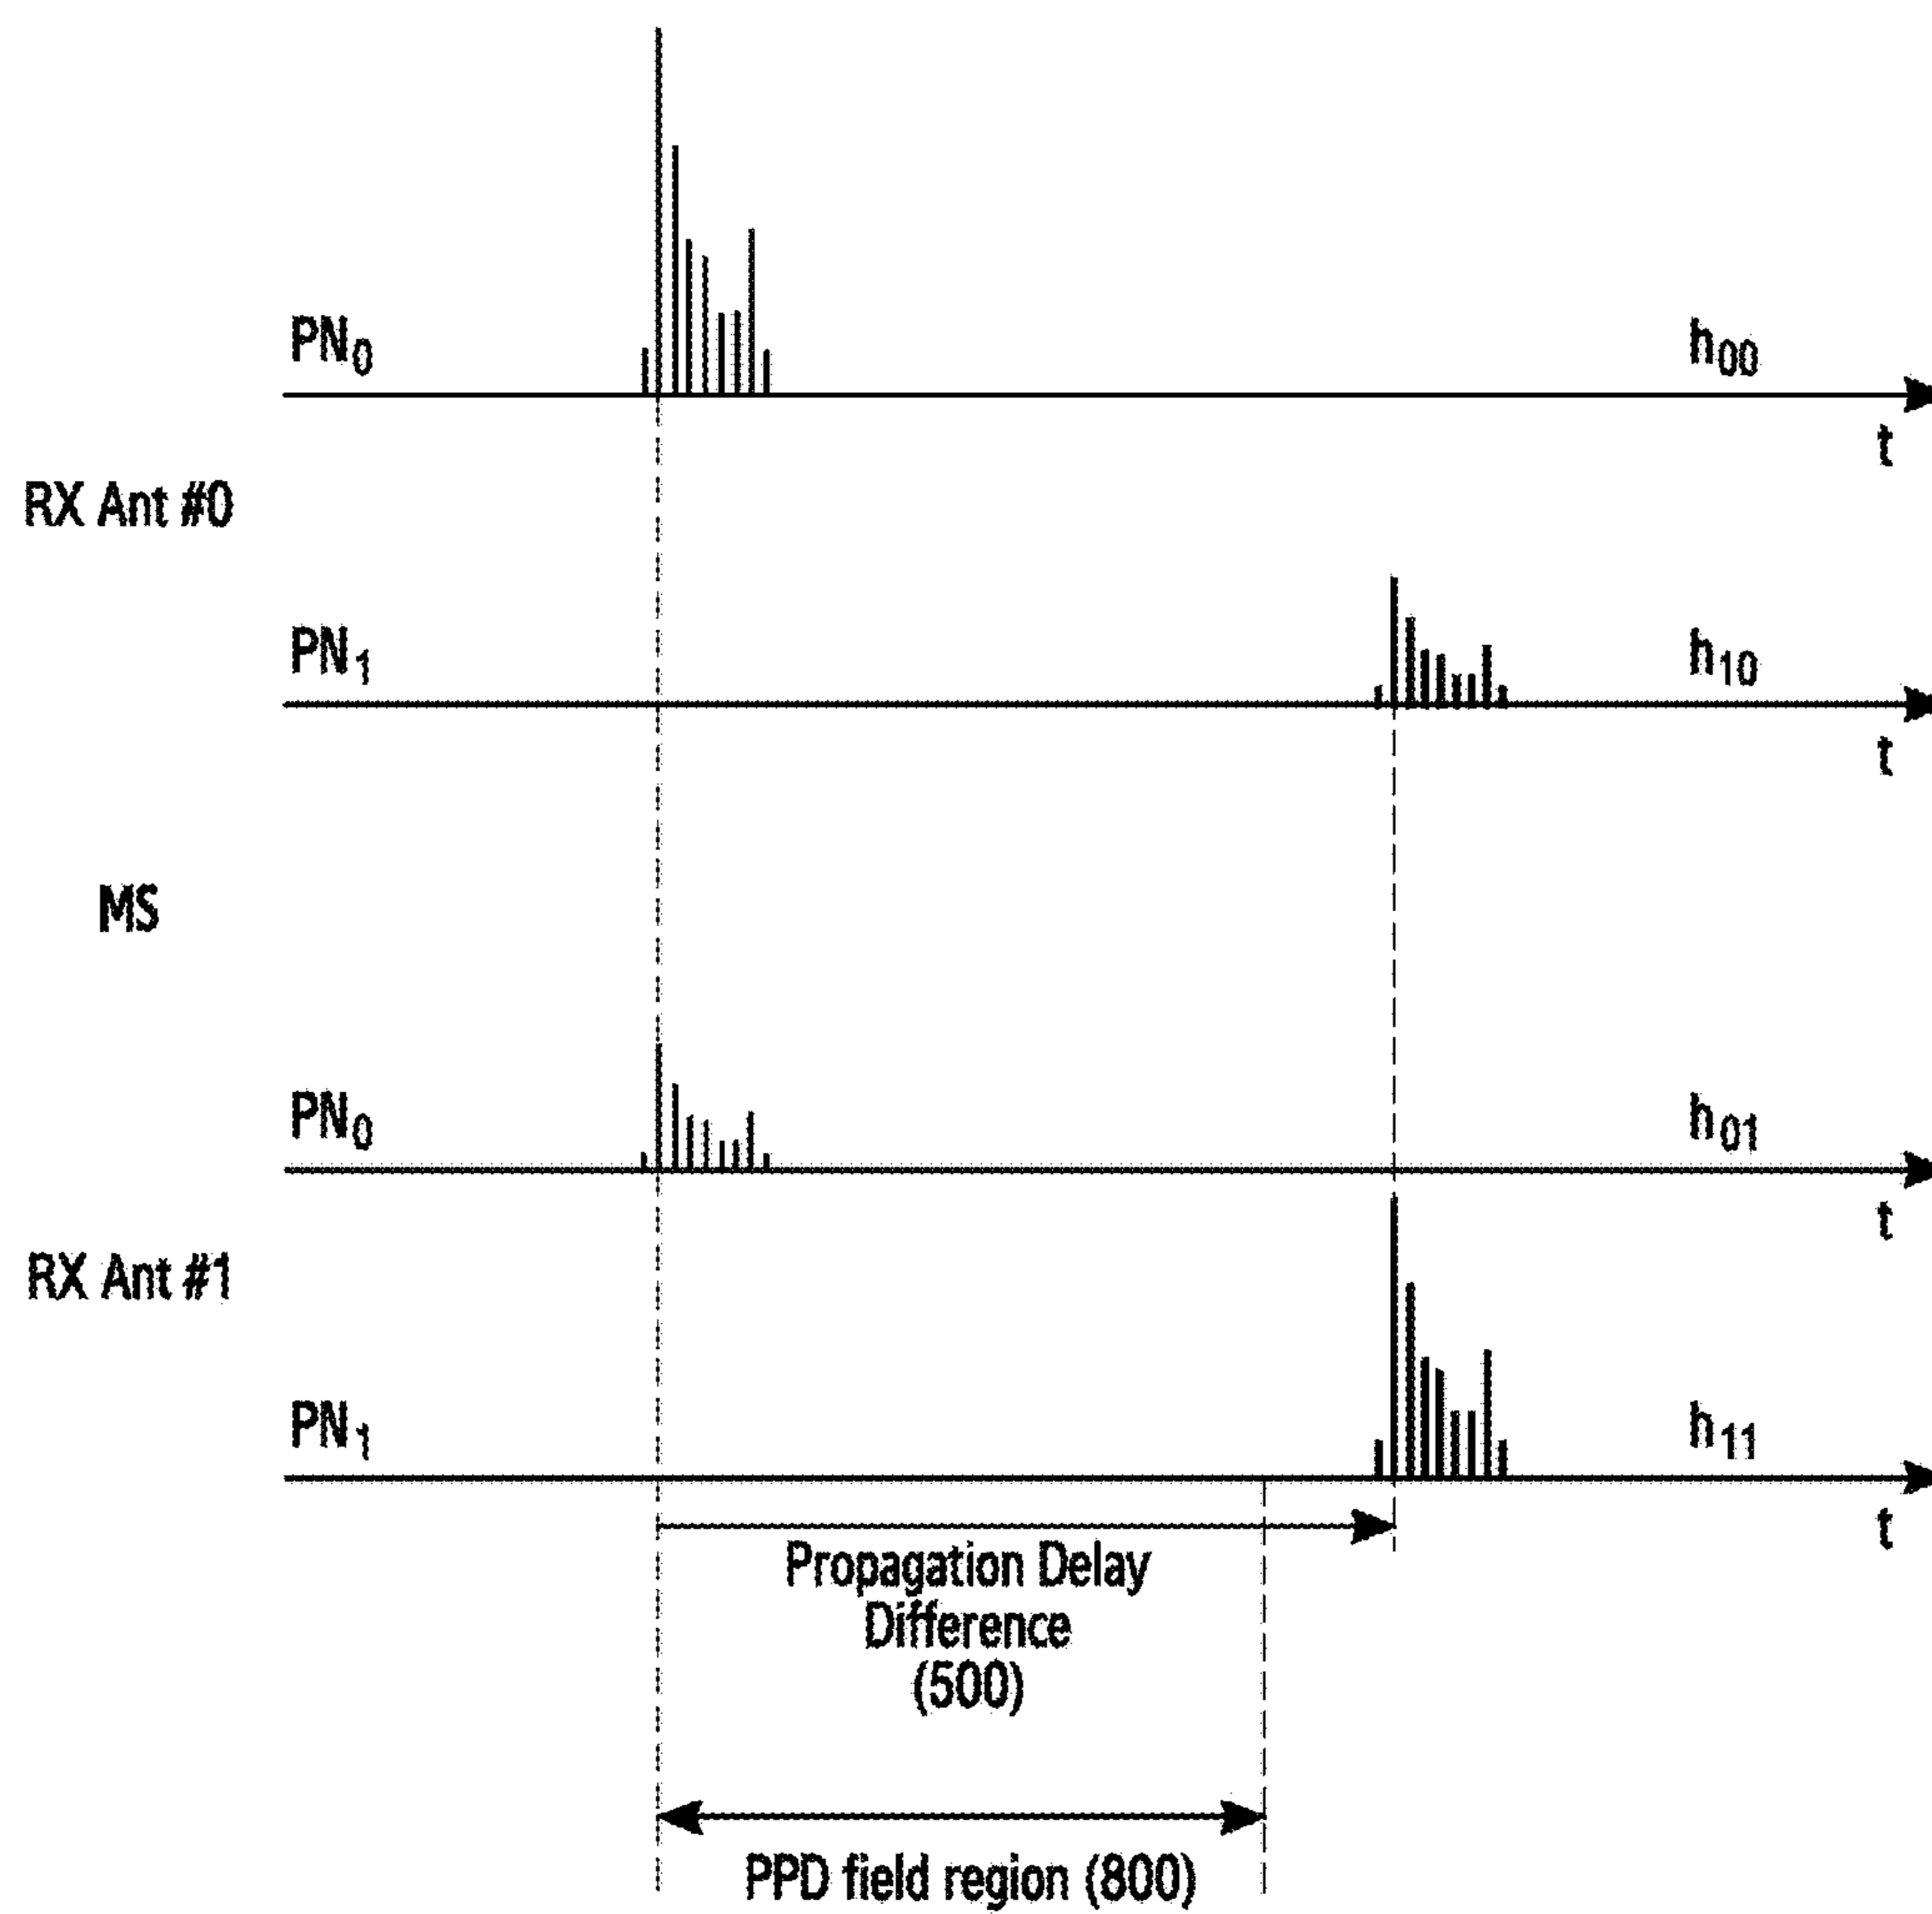 PN0
h00
t
RX Ant #0
PN1
h10
t
MS
PN0
h01
t
RX Ant #1
PN1
h11
t
Propagation Delay
Difference
(500)
PPD field region (800)